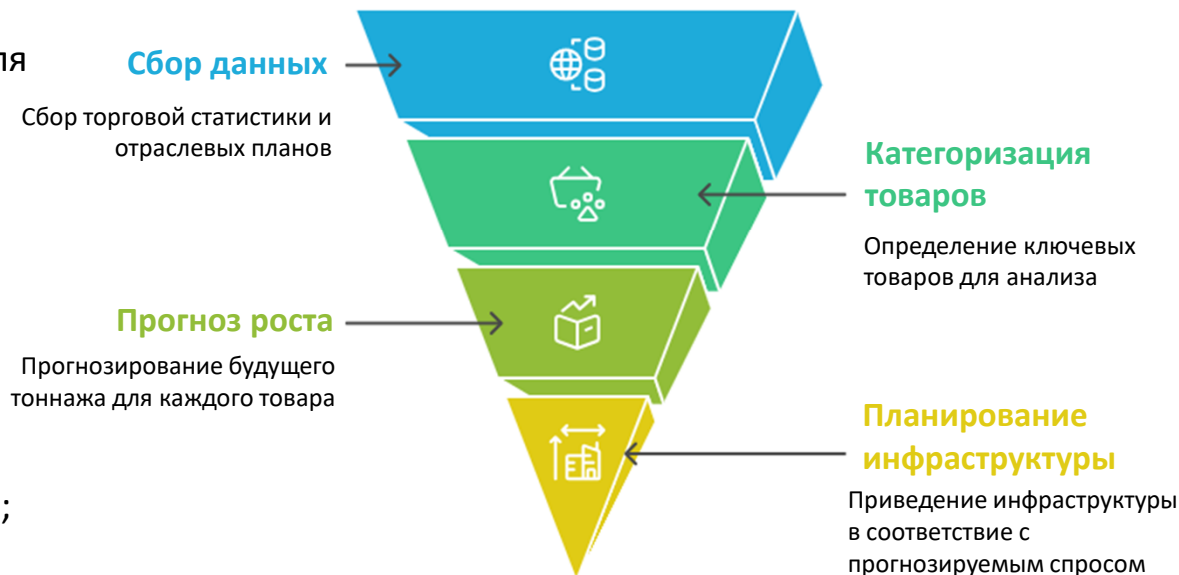 ля
Сбор данных
Сбор торговой статистики и
отраслевых планов
Категоризация
товаров
Определение ключевых
товаров для анализа
Прогноз роста
Прогнозирование будущего
тоннажа для каждого товара
Планирование
инфраструктуры
Приведение инфраструктуры
в соответствие с
прогнозируемым спросом
;